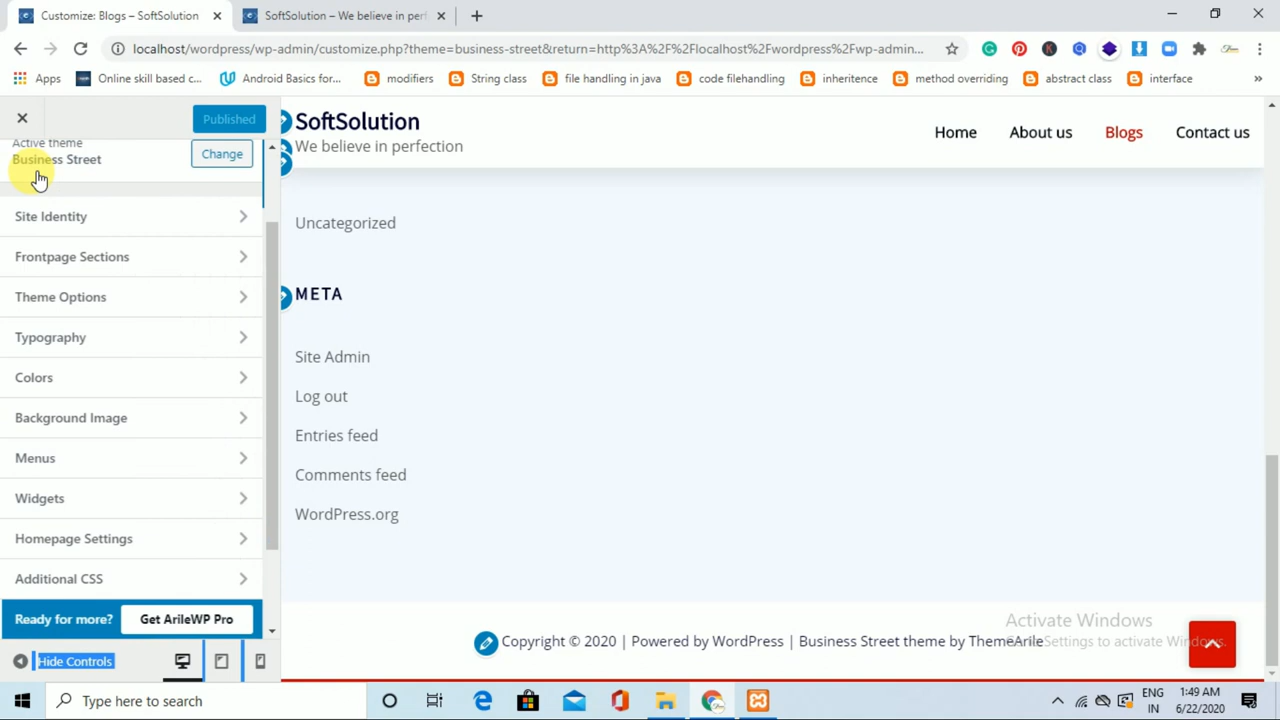 Customize: Blogs – SoftSolution
SoftSolution – We believe in perf
localhost/wordpress/wp-admin/customize.php?theme=business-street&return=http%3A%2F%2Flocalhost%2Fwordpress%2Fwp-admin...
Apps
Online skill based c...
Android Basics for...
modifiers
String class
file handling in java
code filehandling
inheritence
method overriding
abstract class
interface
»
Published
Active theme
Business Street
Change
Site Identity
Frontpage Sections
Theme Options
Typography
Colors
Background Image
Menus
Widgets
Homepage Settings
Additional CSS
Ready for more?
Get ArileWP Pro
Hide Controls
SoftSolution
We believe in perfection
Home
About us
Blogs
Contact us
Uncategorized
META
Site Admin
Log out
Entries feed
Comments feed
WordPress.org
Copyright © 2020 | Powered by WordPress | Business Street theme by ThemeArile
Activate Windows
Settings to activate Windows.
Type here to search
ENG
IN
1:49 AM
6/22/2020